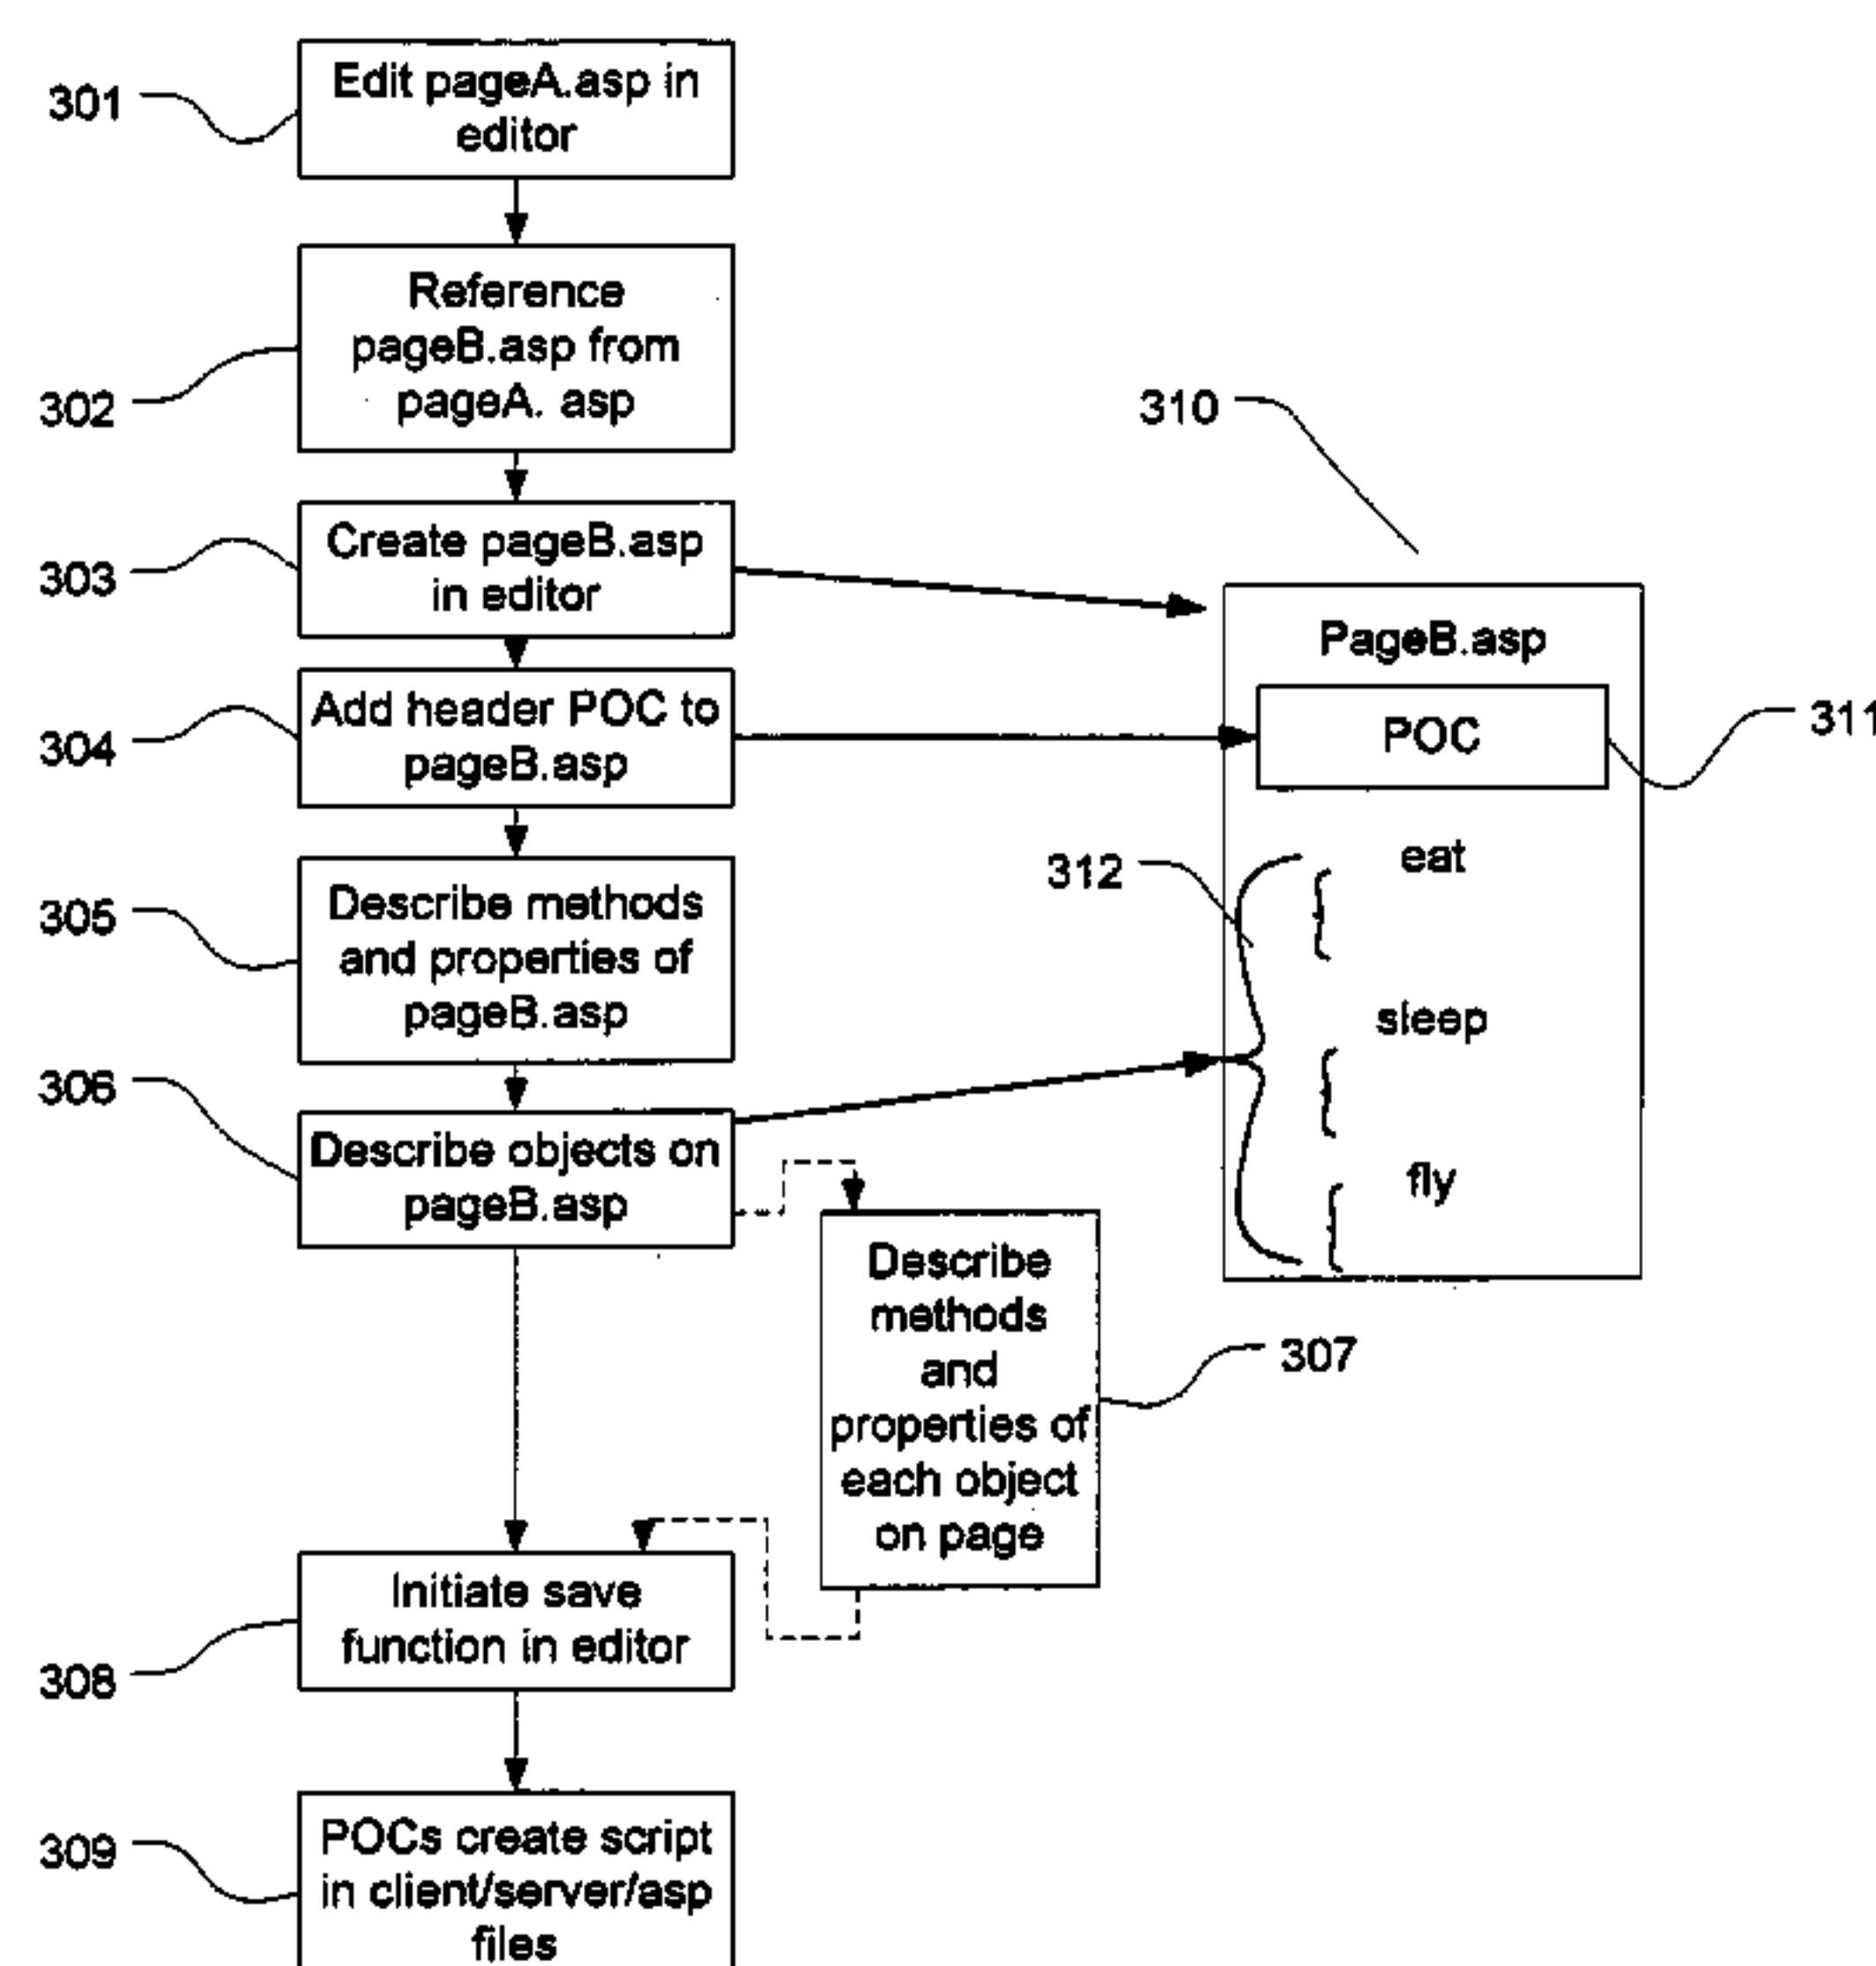 301
Edit pageA.asp in
editor
302
Reference
pageB.asp from
pageA. asp
303
Create pageB.asp
in editor
304
Add header POC to
pageB.asp
305
Describe methods
and properties of
pageB.asp
306
Describe objects on
pageB.asp
307
Describe
methods
and
properties of
each object
on page
308
Initiate save
function in editor
309
POCs create script
in client/server/asp
files
310
PageB.asp
POC
311
312
eat
{
sleep
{
fly
{